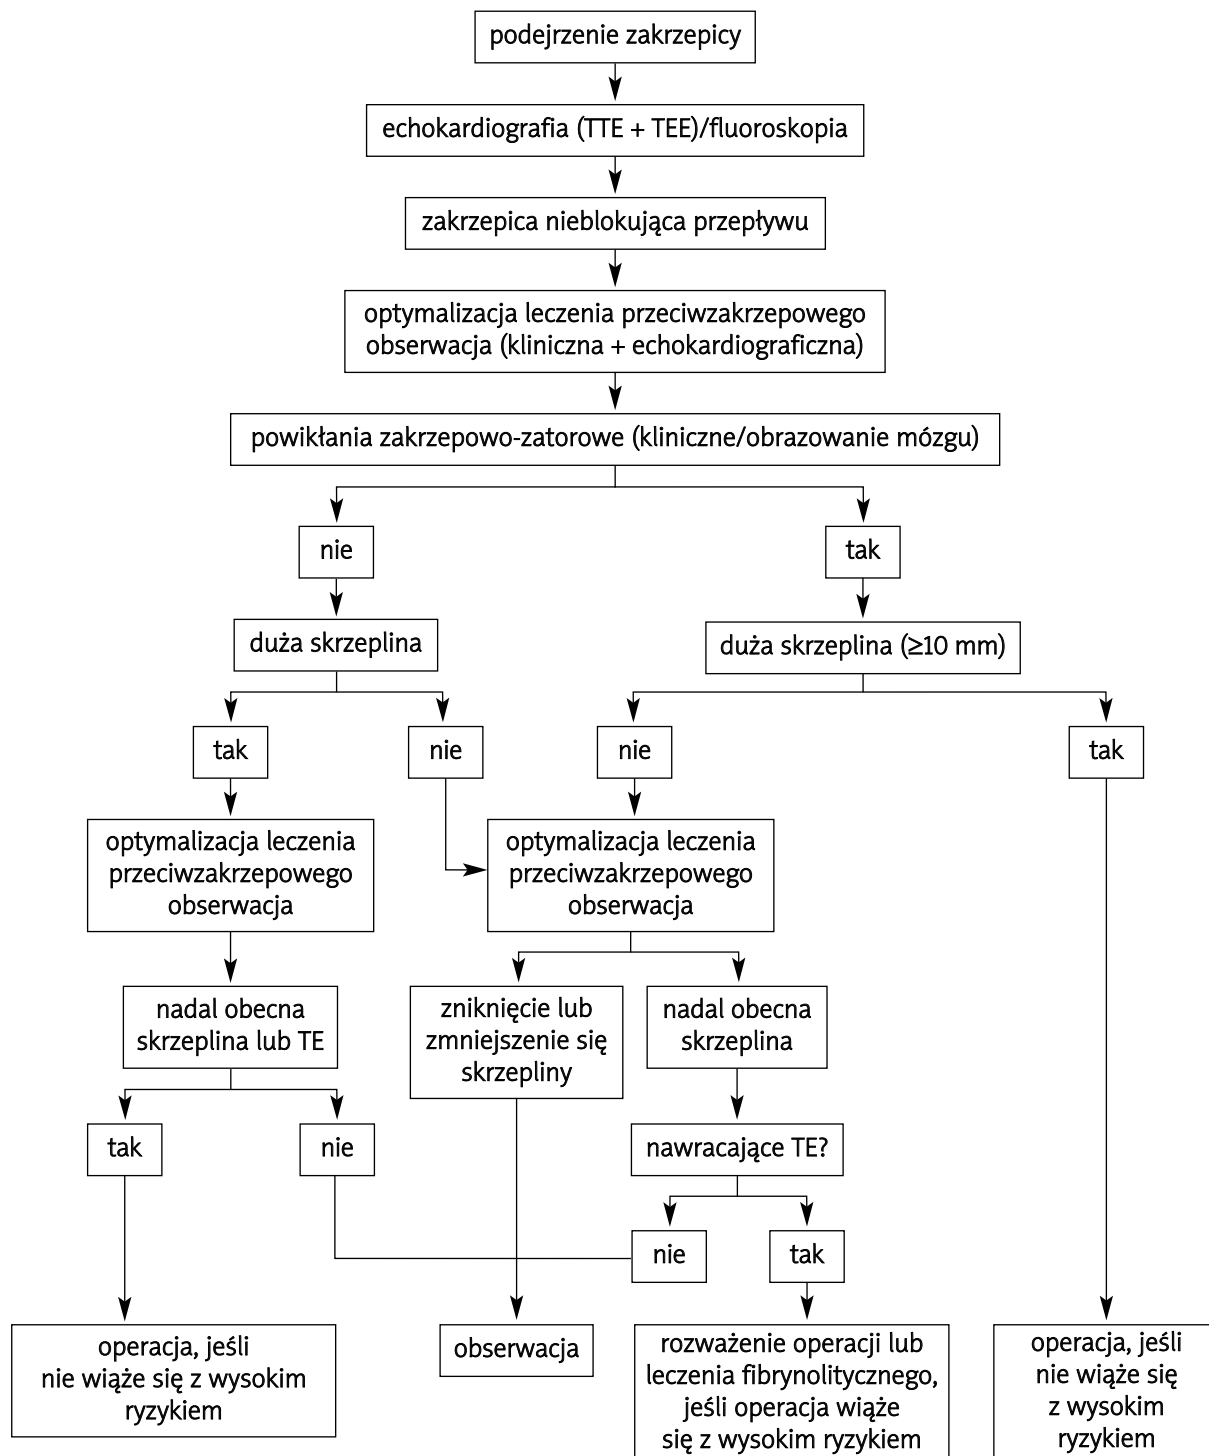 podejrzenie zakrzepicy
echokardiografia (TTE + TEE)/fluoroskopia
zakrzepica nieblokująca przepływu
optymalizacja leczenia przeciwzakrzepowego
obserwacja (kliniczna + echokardiograficzna)
powikłania zakrzepowo-zatorowe (kliniczne/obrazowanie mózgu)
nie
tak
duża skrzeplina
duża skrzeplina (≥10 mm)
tak
nie
nie
tak
optymalizacja leczenia
przeciwzakrzepowego
obserwacja
optymalizacja leczenia
przeciwzakrzepowego
obserwacja
nadal obecna
skrzeplina lub TE
zniknięcie lub
zmniejszenie się
skrzepliny
nadal obecna
skrzeplina
tak
nie
nawracające TE?
nie
tak
operacja, jeśli
nie wiąże się z wysokim
ryzykiem
obserwacja
rozważenie operacji lub
leczenia fibrynolitycznego,
jeśli operacja wiąże
się z wysokim ryzykiem
operacja, jeśli
nie wiąże się
z wysokim
ryzykiem